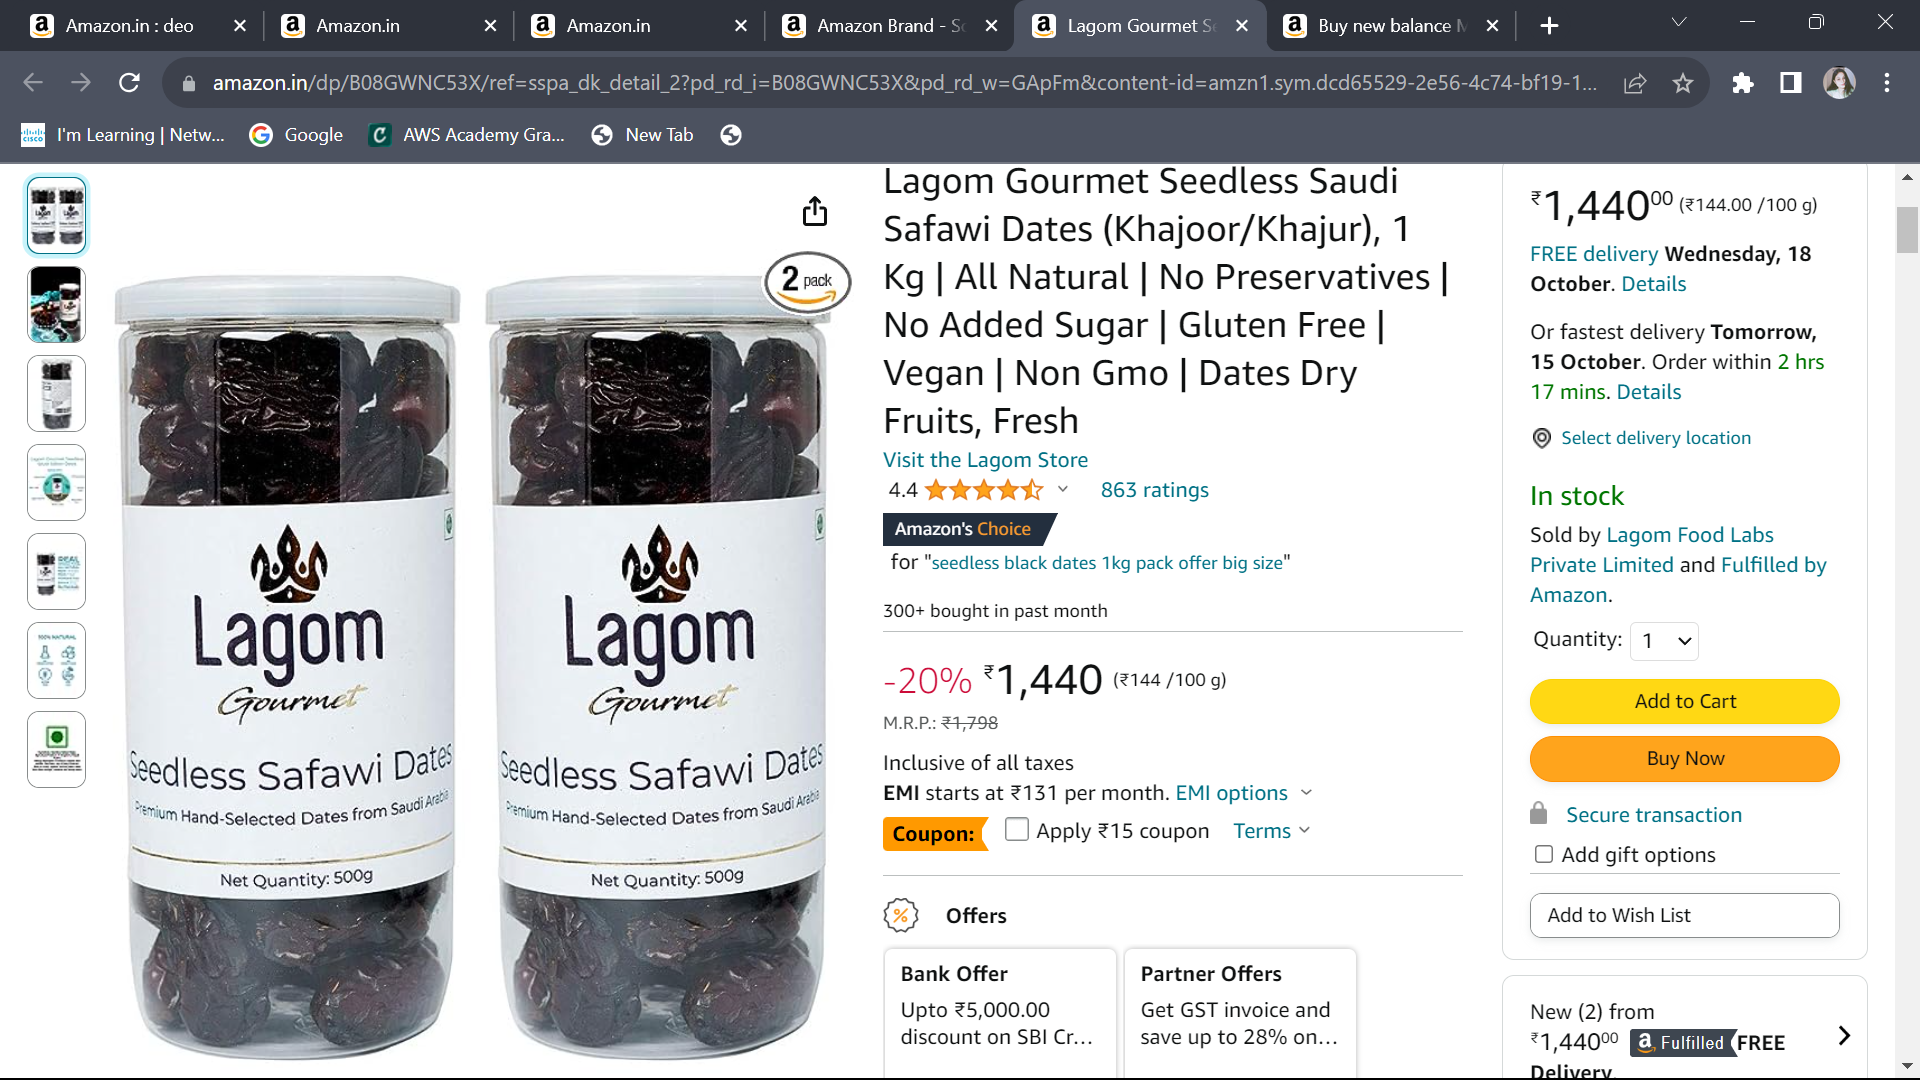 Amazon.in : deo
Amazon.in
Amazon.in
Amazon Brand - So
Lagom Gourmet Se
Buy new balance M
amazon.in/dp/B08GWNC53X/ref=sspa_dk_detail_2?pd_rd_i=B08GWNC53X&pd_rd_w=GApFm&content-id=amzn1.sym.dcd65529-2e56-4c74-bf19-1...
I'm Learning | Netw...
Google
AWS Academy Gra...
New Tab
2 pack
Lagom
Gourmet
Seedless Safawi Dates
Premium Hand-Selected Dates from Saudi Arabia
Net Quantity: 500g
Lagom
Gourmet
Seedless Safawi Dates
Premium Hand-Selected Dates from Saudi Arabia
Net Quantity: 500g
Lagom Gourmet Seedless Saudi
Safawi Dates (Khajoor/Khajur), 1
Kg | All Natural | No Preservatives |
No Added Sugar | Gluten Free |
Vegan | Non Gmo | Dates Dry
Fruits, Fresh
Visit the Lagom Store
4.4 863 ratings
Amazon's Choice
for "seedless black dates 1kg pack offer big size"
300+ bought in past month
-20% ₹1,440 (₹144 /100 g)
M.R.P.: ₹1,798
Inclusive of all taxes
EMI starts at ₹131 per month. EMI options
Coupon: Apply ₹15 coupon Terms
Offers
Bank Offer
Upto ₹5,000.00
discount on SBI Cr...
Partner Offers
Get GST invoice and
save up to 28% on...
₹1,44000 (₹144.00 /100 g)
FREE delivery Wednesday, 18
October. Details
Or fastest delivery Tomorrow,
15 October. Order within 2 hrs
17 mins. Details
Select delivery location
In stock
Sold by Lagom Food Labs
Private Limited and Fulfilled by
Amazon.
Quantity: 1
Add to Cart
Buy Now
Secure transaction
Add gift options
Add to Wish List
New (2) from
₹1,44000 a Fulfilled FREE
Delivery.